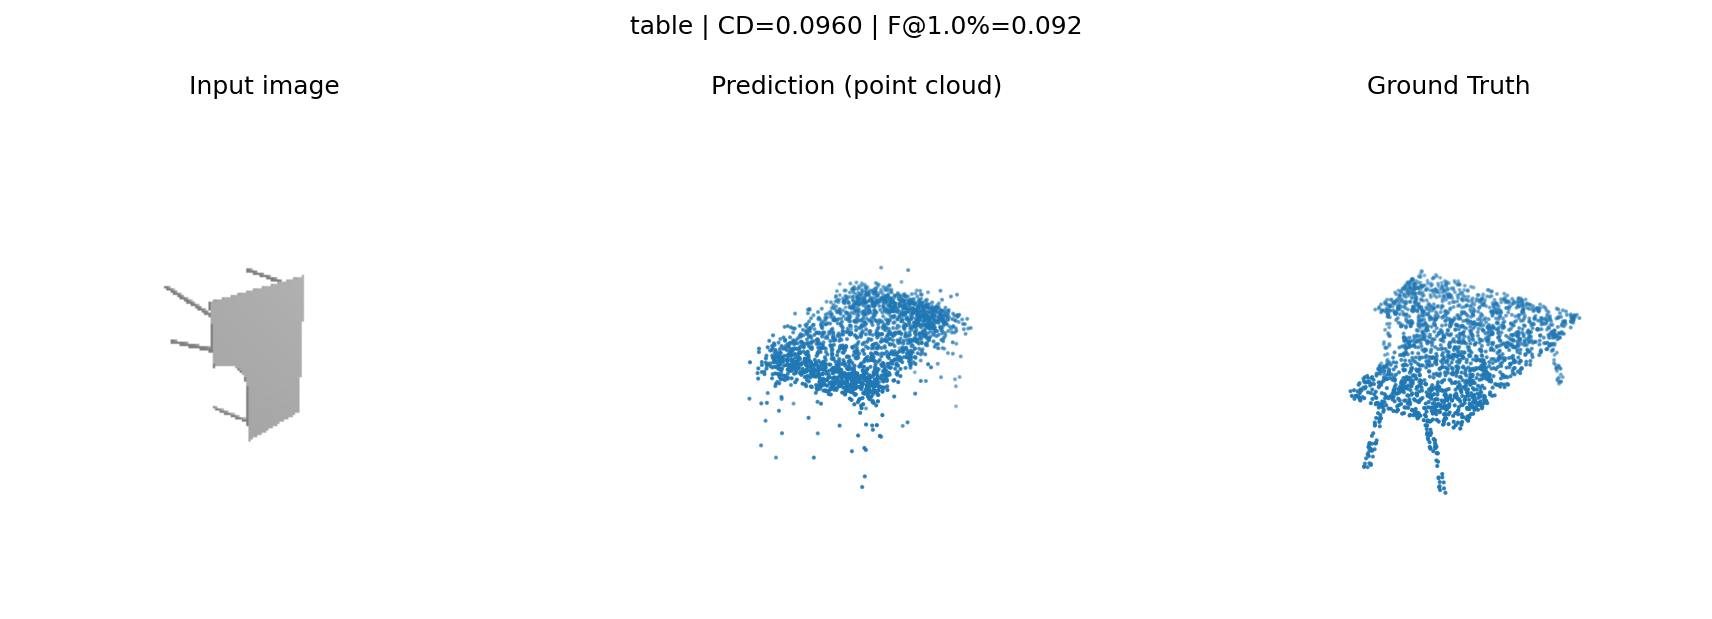 table | CD=0.0960 | F@1.0%=0.092
Input image
Prediction (point cloud)
Ground Truth